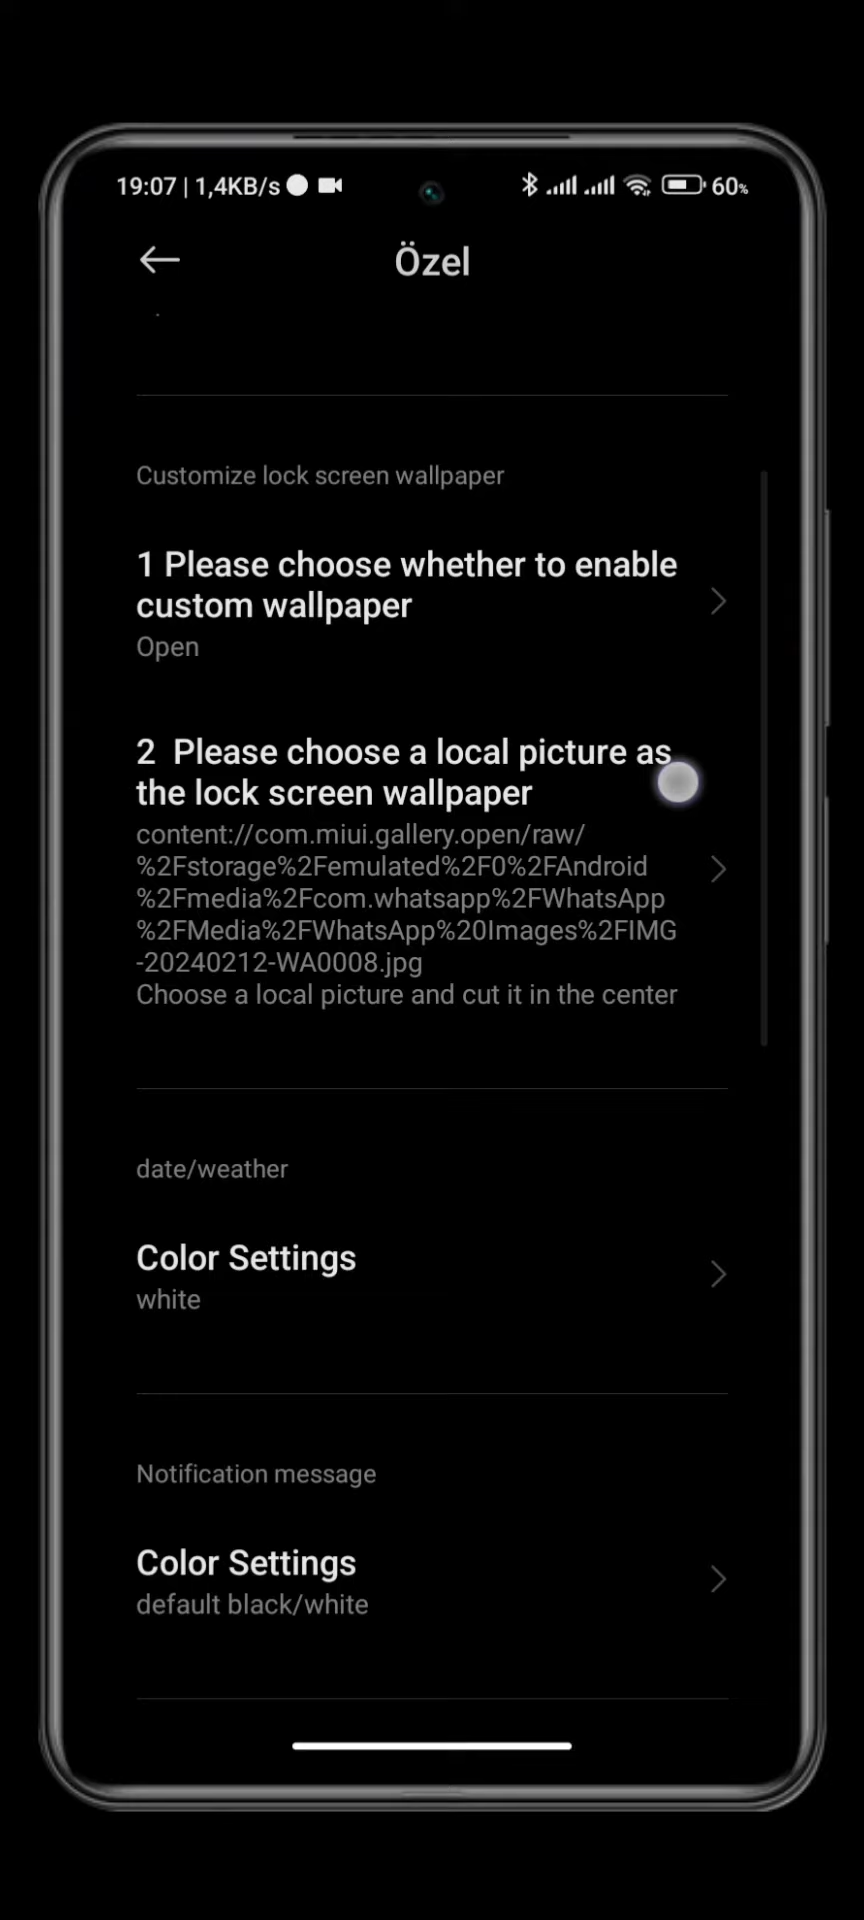 19:07 | 1,4KB/s 60%
Özel
Customize lock screen wallpaper
1 Please choose whether to enable
custom wallpaper
Open
2 Please choose a local picture as
the lock screen wallpaper
content://com.miui.gallery.open/raw/
%2Fstorage%2Femulated%2F0%2FAndroid
%2Fmedia%2Fcom.whatsapp%2FWhatsApp
%2FMedia%2FWhatsApp%20Images%2FIMG
-20240212-WA0008.jpg
Choose a local picture and cut it in the center
date/weather
Color Settings
white
Notification message
Color Settings
default black/white